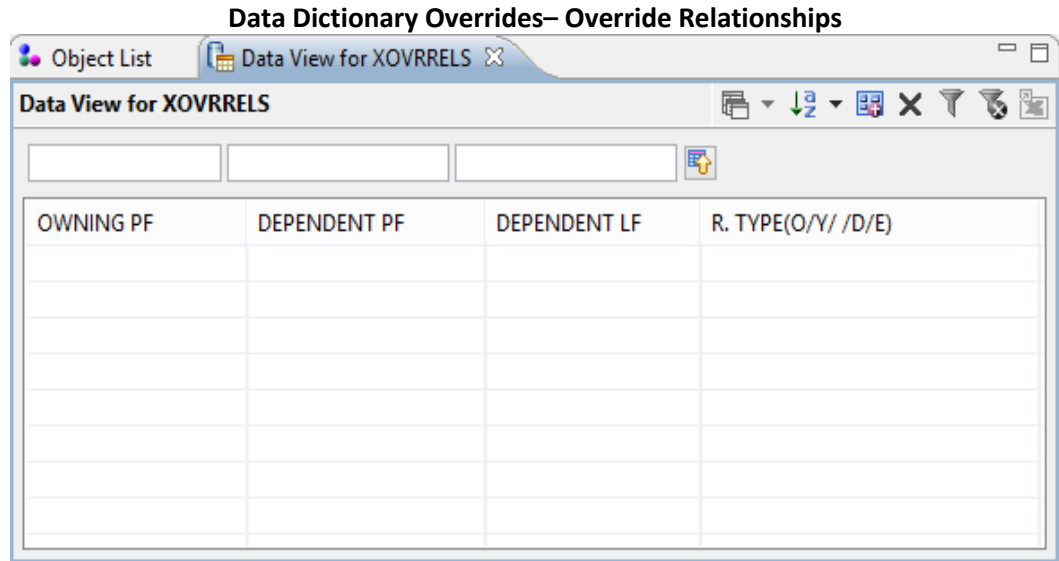 Data Dictionary Overrides– Override Relationships
Object List
Data View for XOVRRELS
Data View for XOVRRELS
OWNING PF DEPENDENT PF DEPENDENT LF R. TYPE(O/Y/ /D/E)